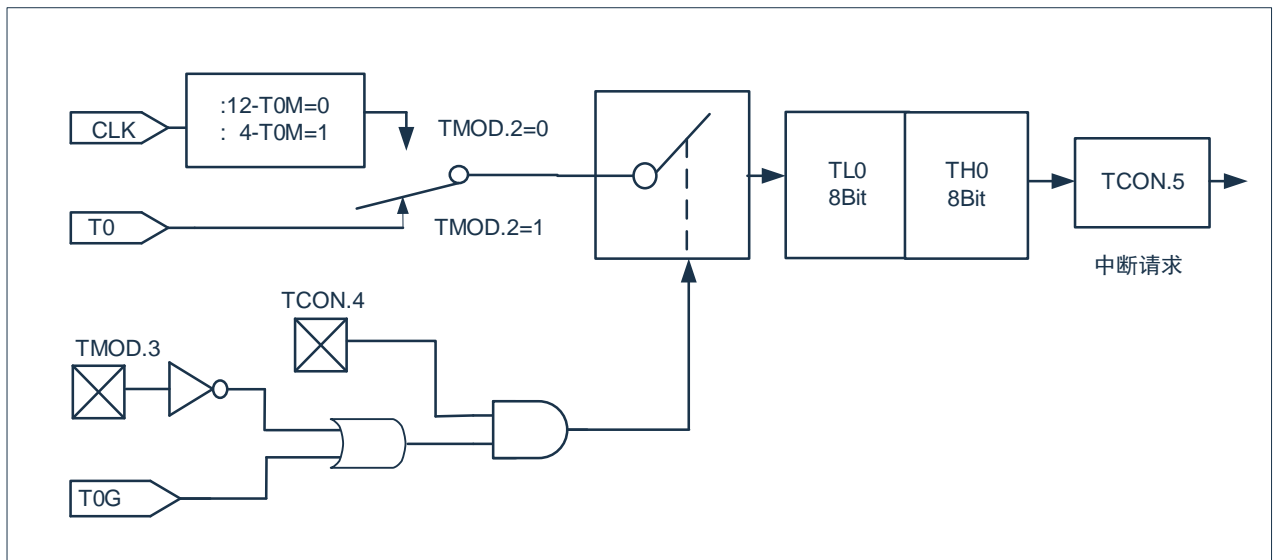 :12-T0M=0
: 4-T0M=1
CLK
TMOD.2=0
T0
TMOD.2=1
TL0
8Bit
TH0
8Bit
TCON.5
中断请求
TCON.4
TMOD.3
T0G